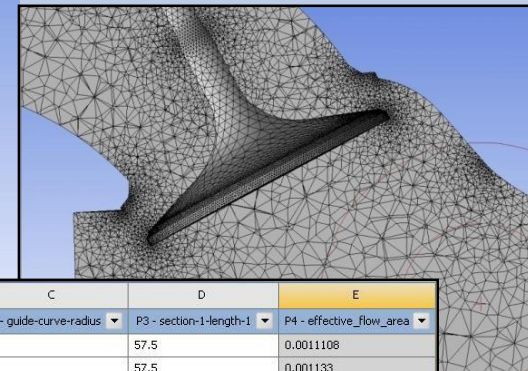 C D E
- guide-curve-radius P3 - section-1-length-1 P4 - effective_flow_area
57.5 0.0011108
57.5 0.001133